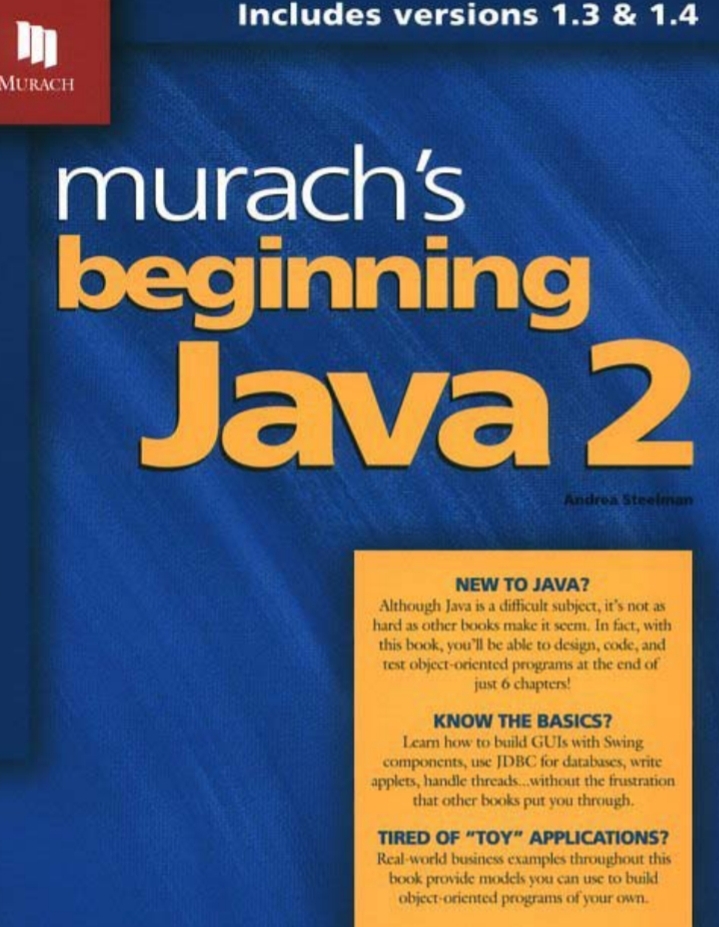 Includes versions 1.3 & 1.4
MURACH
murach's
beginning
Java 2
Andrea Steelman
NEW TO JAVA?
Although Java is a difficult subject, it's not as
hard as other books make it seem. In fact, with
this book, you'll be able to design, code, and
test object-oriented programs at the end of
just 6 chapters!
KNOW THE BASICS?
Learn how to build GUIs with Swing
components, use JDBC for databases, write
applets, handle threads...without the frustration
that other books put you through.
TIRED OF "TOY" APPLICATIONS?
Real-world business examples throughout this
book provide models you can use to build
object-oriented programs of your own.